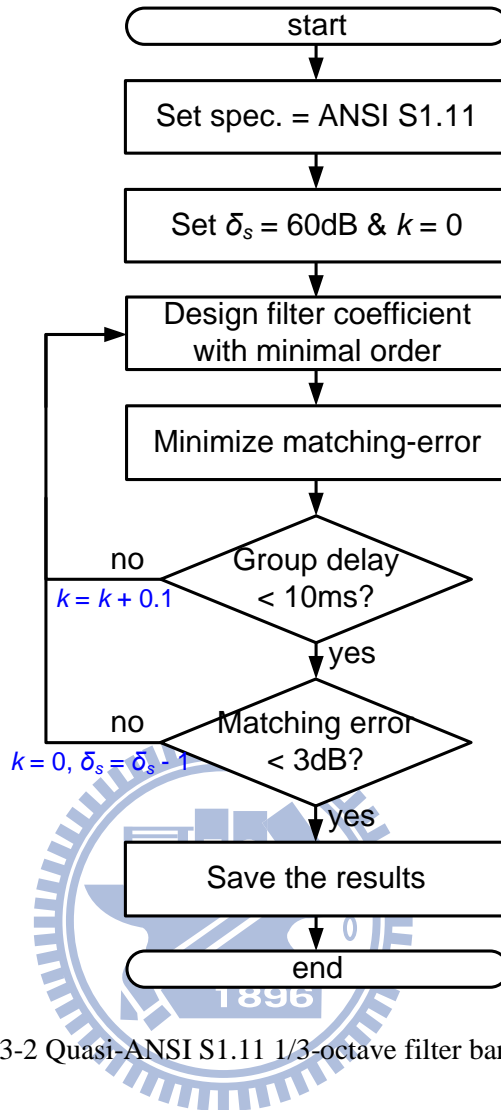 start
Set spec. = ANSI S1.11
Set δs = 60dB & k = 0
Design filter coefficient
with minimal order
Minimize matching-error
no
Group delay
< 10ms?
k = k + 0.1
yes
no
Matching error
< 3dB?
k = 0, δs = δs - 1
yes
Save the results
end
1896
3-2 Quasi-ANSI S1.11 1/3-octave filter ban